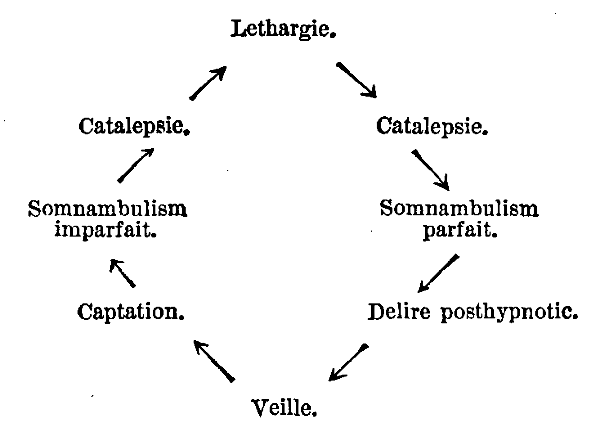 Lethargie.
Catalepsie.
Catalepsie.
Somnambulism
imparfait.
Somnambulism
parfait.
Captation.
Delire posthypnotic.
Veille.